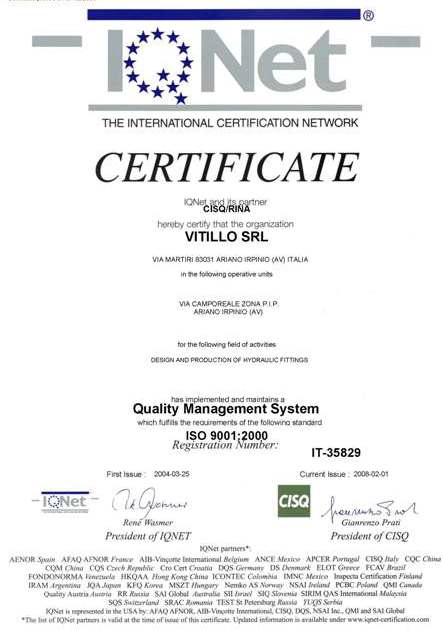 IQNet ®
THE INTERNATIONAL CERTIFICATION NETWORK
CERTIFICATE
IQNet and its partner
CISQ/RINA
hereby certify that the organization
VITILLO SRL
VIA MARTIRI 83031 ARIANO IRPINIO (AV) ITALIA
in the following operative units
VIA CAMPOREALE ZONA P.I.P.
ARIANO IRPINO (AV)
for the following field of activities
DESIGN AND PRODUCTION OF HYDRAULIC FITTINGS
has implemented and maintains a
Quality Management System
which fulfills the requirements of the following standard
ISO 9001:2000
Registration Number:
IT-35829
First Issue : 2004-03-25
Current Issue : 2008-02-01
IQNet
CISQ
René Wasmer
Gianrenzo Prati
President of IQNET
President of CISQ
IQNet partners*:
AENOR Spain AFAQ AFNOR France AIB-Vinçotte International Belgium ANCE Mexico APCER Portugal CISQ Italy CQC China
CQM China CQS Czech Republic Cro Cert Croatia DQS Germany DS Denmark ELOT Greece FCAV Brazil
FONDONORMA Venezuela HKQAA Hong Kong China ICONTEC Colombia IMNC Mexico Inspecta Certification Finland
IRAM Argentina JQA Japan KFQ Korea MSZT Hungary Nemko AS Norway NSAI Ireland PCBC Poland QMI Canada
Quality Austria Austria RR Russia SAI Global Australia SII Israel SIQ Slovenia SIRIM QAS International Malaysia
SQS Switzerland SRAC Romania TEST St Petersburg Russia YUQS Serbia
IQNet is represented in the USA by: AFAQ AFNOR, AIB-Vinçotte International, CISQ, DQS, NSAI Inc., QMI and SAI Global
*The list of IQNet partners is valid at the time of issue of this certificate. Updated information is available under www.iqnet-certification.com